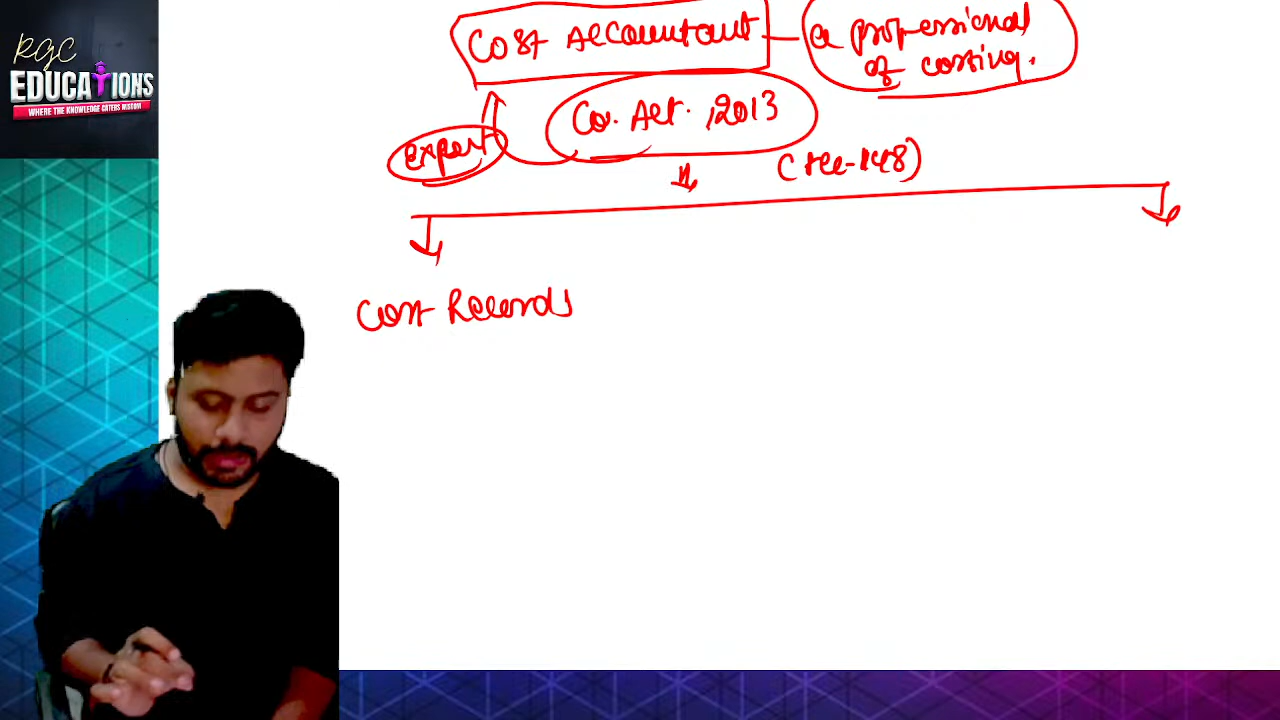 RGC
EDUCATIONS
WHERE THE KNOWLEDGE CATERS WISDOM
Cost Accountant — a professional
of costing.
Co. Act. ,2013
expert
(sec-148)
Cost Records